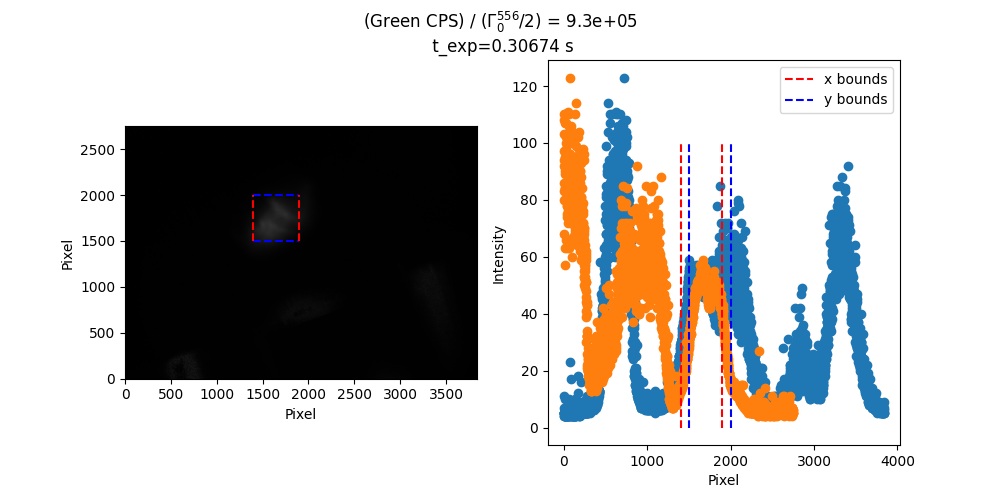 (Green CPS) / (Γ₀⁵⁵⁶/2) = 9.3e+05
t_exp=0.30674 s
Pixel
2500
2000
1500
1000
500
0
0 500 1000 1500 2000 2500 3000 3500
Pixel
Intensity
120
100
80
60
40
20
0
0 1000 2000 3000 4000
Pixel
x bounds
y bounds